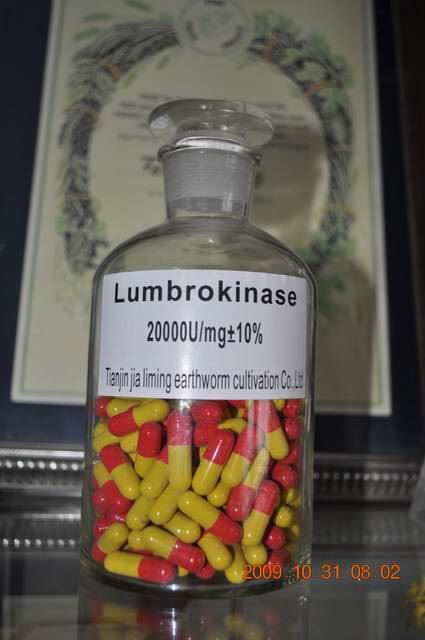 Lumbrokinase
20000U/mg±10%
Tianjin jia liming earthworm cultivation Co.,Ltd
2009. 10. 31 08:02